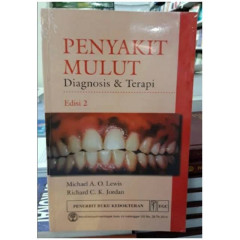 PENYAKIT
MULUT
Diagnosis & Terapi
Edisi 2
Michael A. O. Lewis
Richard C. K. Jordan
PENERBIT BUKU KEDOKTERAN
EGC